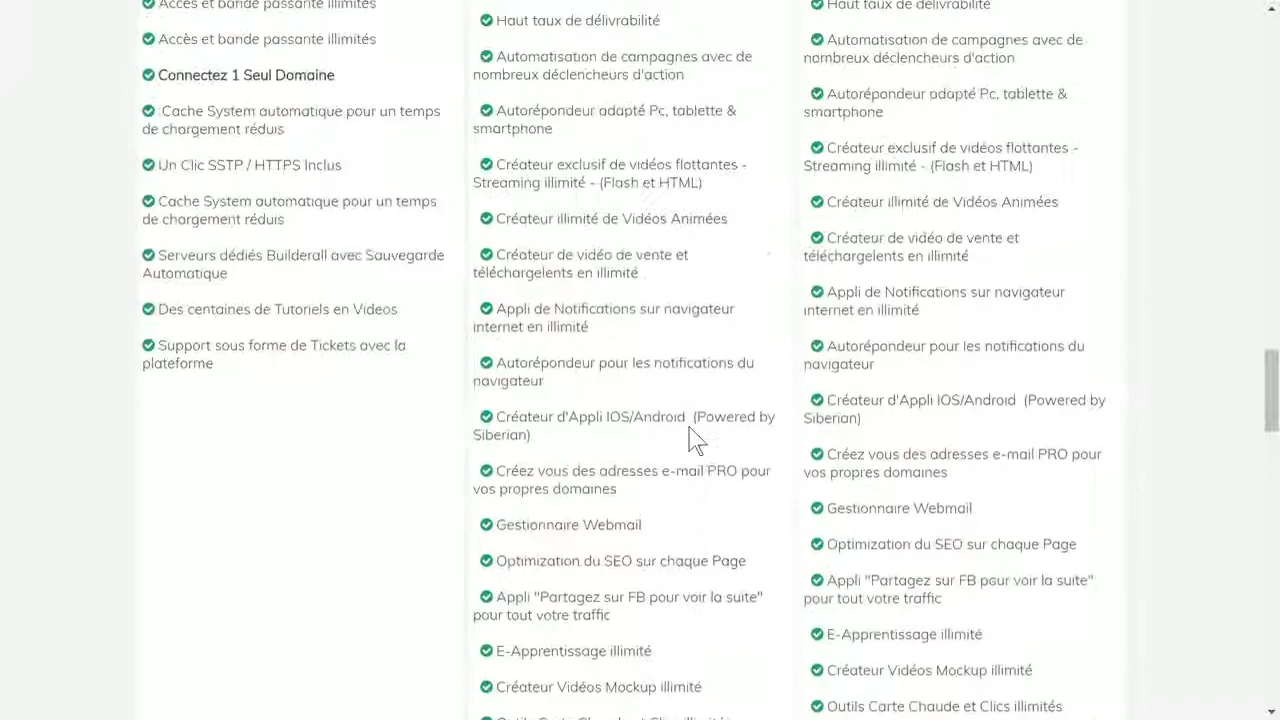 Accès et bande passante illimités
Accès et bande passante illimités
Connectez 1 Seul Domaine
Cache System automatique pour un temps
de chargement réduis
Un Clic SSTP / HTTPS Inclus
Cache System automatique pour un temps
de chargement réduis
Serveurs dédiés Builderall avec Sauvegarde
Automatique
Des centaines de Tutoriels en Videos
Support sous forme de Tickets avec la
plateforme
Haut taux de délivrabilité
Automatisation de campagnes avec de
nombreux déclencheurs d'action
Autorépondeur adapté Pc, tablette &
smartphone
Créateur exclusif de vidéos flottantes -
Streaming illimité - (Flash et HTML)
Créateur illimité de Vidéos Animées
Créateur de vidéo de vente et
téléchargelents en illimité
Appli de Notifications sur navigateur
internet en illimité
Autorépondeur pour les notifications du
navigateur
Créateur d'Appli IOS/Android (Powered by
Siberian)
Créez vous des adresses e-mail PRO pour
vos propres domaines
Gestionnaire Webmail
Optimization du SEO sur chaque Page
Appli "Partagez sur FB pour voir la suite"
pour tout votre traffic
E-Apprentissage illimité
Créateur Vidéos Mockup illimité
Haut taux de délivrabilité
Automatisation de campagnes avec de
nombreux déclencheurs d'action
Autorépondeur adapté Pc, tablette &
smartphone
Créateur exclusif de vidéos flottantes -
Streaming illimité - (Flash et HTML)
Créateur illimité de Vidéos Animées
Créateur de vidéo de vente et
téléchargelents en illimité
Appli de Notifications sur navigateur
internet en illimité
Autorépondeur pour les notifications du
navigateur
Créateur d'Appli IOS/Android (Powered by
Siberian)
Créez vous des adresses e-mail PRO pour
vos propres domaines
Gestionnaire Webmail
Optimization du SEO sur chaque Page
Appli "Partagez sur FB pour voir la suite"
pour tout votre traffic
E-Apprentissage illimité
Créateur Vidéos Mockup illimité
Outils Carte Chaude et Clics illimités